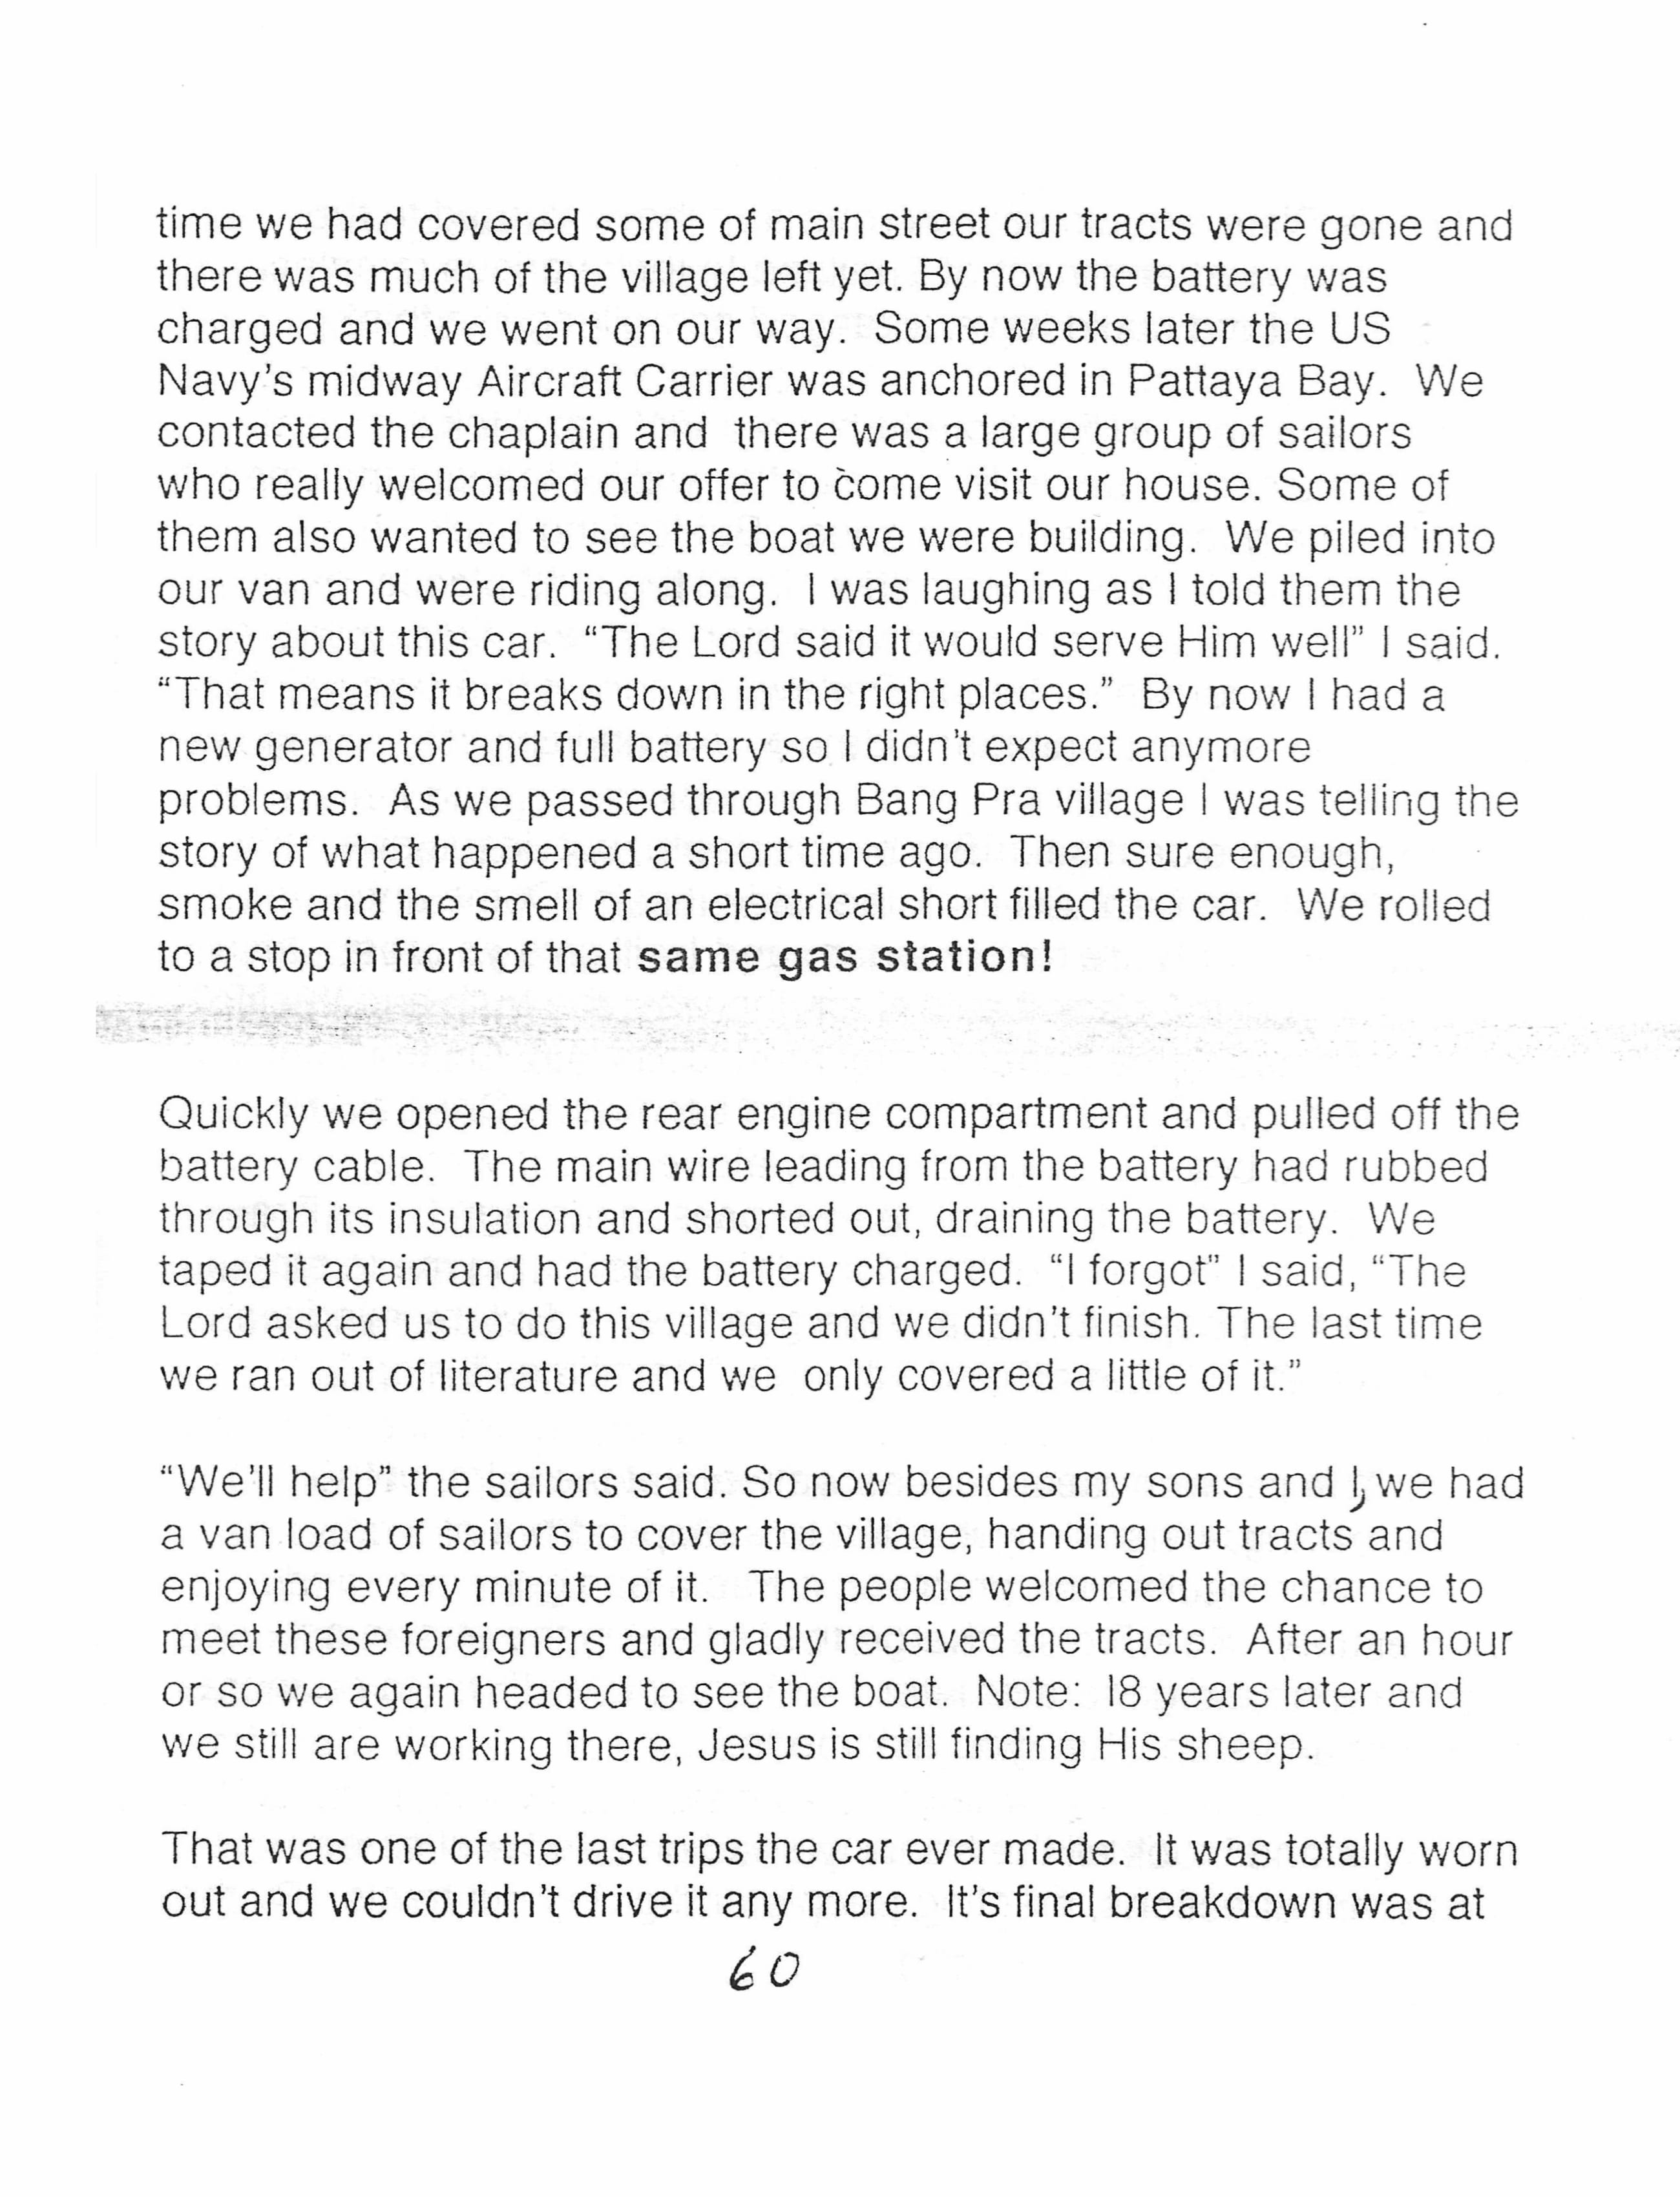 time we had covered some of main street our tracts were gone and
there was much of the village left yet. By now the battery was
charged and we went on our way. Some weeks later the US
Navy's midway Aircraft Carrier was anchored in Pattaya Bay. We
contacted the chaplain and there was a large group of sailors
who really welcomed our offer to come visit our house. Some of
them also wanted to see the boat we were building. We piled into
our van and were riding along. I was laughing as I told them the
story about this car. “The Lord said it would serve Him well” I said.
“That means it breaks down in the right places.” By now I had a
new generator and full battery so I didn't expect anymore
problems. As we passed through Bang Pra village I was telling the
story of what happened a short time ago. Then sure enough,
smoke and the smell of an electrical short filled the car. We rolled
to a stop in front of that same gas station!
Quickly we opened the rear engine compartment and pulled off the
battery cable. The main wire leading from the battery had rubbed
through its insulation and shorted out, draining the battery. We
taped it again and had the battery charged. “I forgot” I said, “The
Lord asked us to do this village and we didn't finish. The last time
we ran out of literature and we only covered a little of it.”
“We'll help” the sailors said. So now besides my sons and I, we had
a van load of sailors to cover the village, handing out tracts and
enjoying every minute of it. The people welcomed the chance to
meet these foreigners and gladly received the tracts. After an hour
or so we again headed to see the boat. Note: 18 years later and
we still are working there, Jesus is still finding His sheep.
That was one of the last trips the car ever made. It was totally worn
out and we couldn't drive it any more. It's final breakdown was at
60